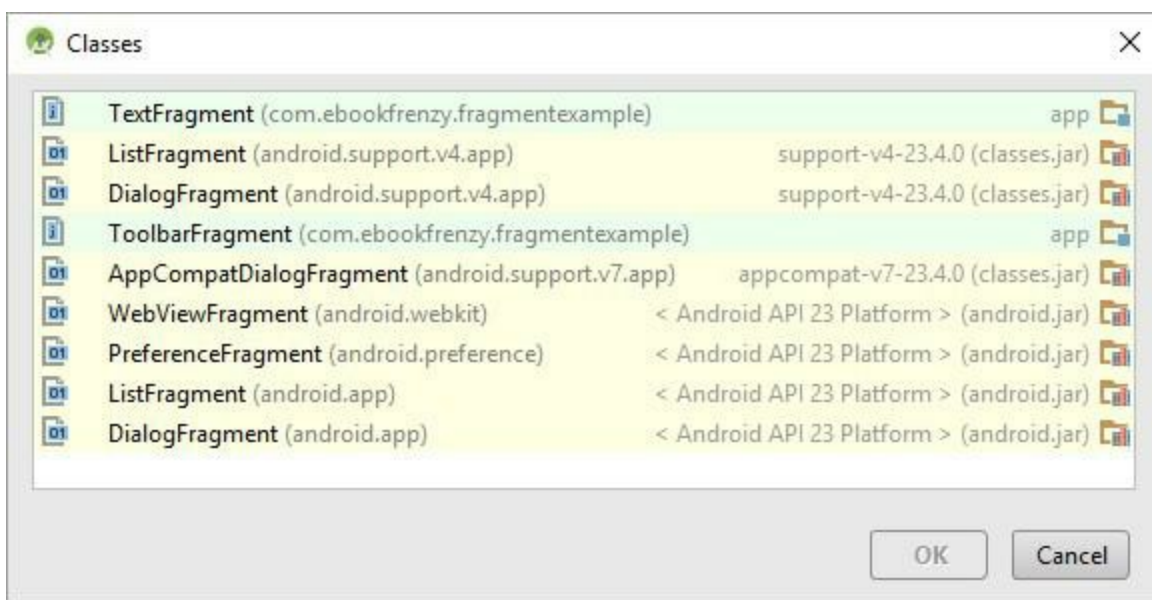 Classes
TextFragment (com.ebookfrenzy.fragmentexample) app
ListFragment (android.support.v4.app) support-v4-23.4.0 (classes.jar)
DialogFragment (android.support.v4.app) support-v4-23.4.0 (classes.jar)
ToolbarFragment (com.ebookfrenzy.fragmentexample) app
AppCompatDialogFragment (android.support.v7.app) appcompat-v7-23.4.0 (classes.jar)
WebViewFragment (android.webkit) < Android API 23 Platform > (android.jar)
PreferenceFragment (android.preference) < Android API 23 Platform > (android.jar)
ListFragment (android.app) < Android API 23 Platform > (android.jar)
DialogFragment (android.app) < Android API 23 Platform > (android.jar)
OK Cancel